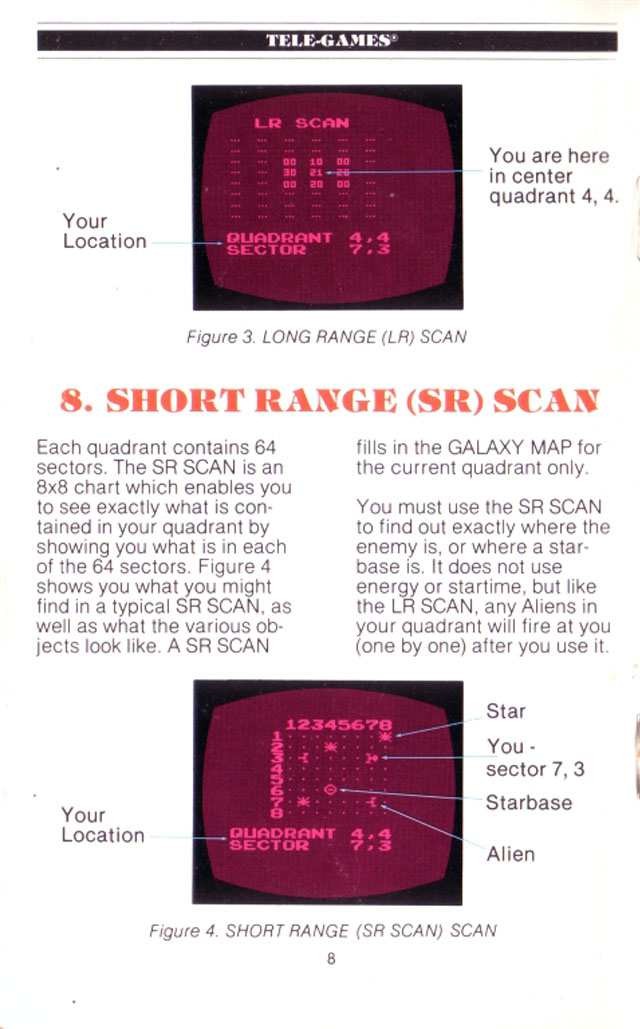 TELE-GAMES®
LR SCAN
00 10 00
30 21 20
00 20 00
QUADRANT 4,4
SECTOR 7,3
You are here
in center
quadrant 4, 4.
Your
Location
Figure 3. LONG RANGE (LR) SCAN
8. SHORT RANGE (SR) SCAN
Each quadrant contains 64
sectors. The SR SCAN is an
8x8 chart which enables you
to see exactly what is con-
tained in your quadrant by
showing you what is in each
of the 64 sectors. Figure 4
shows you what you might
find in a typical SR SCAN, as
well as what the various ob-
jects look like. A SR SCAN
fills in the GALAXY MAP for
the current quadrant only.
You must use the SR SCAN
to find out exactly where the
enemy is, or where a star-
base is. It does not use
energy or startime, but like
the LR SCAN, any Aliens in
your quadrant will fire at you
(one by one) after you use it.
12345678
1
2
3
4
5
6
7
8
QUADRANT 4,4
SECTOR 7,3
Star
You -
sector 7, 3
Starbase
Alien
Your
Location
Figure 4. SHORT RANGE (SR SCAN) SCAN
8